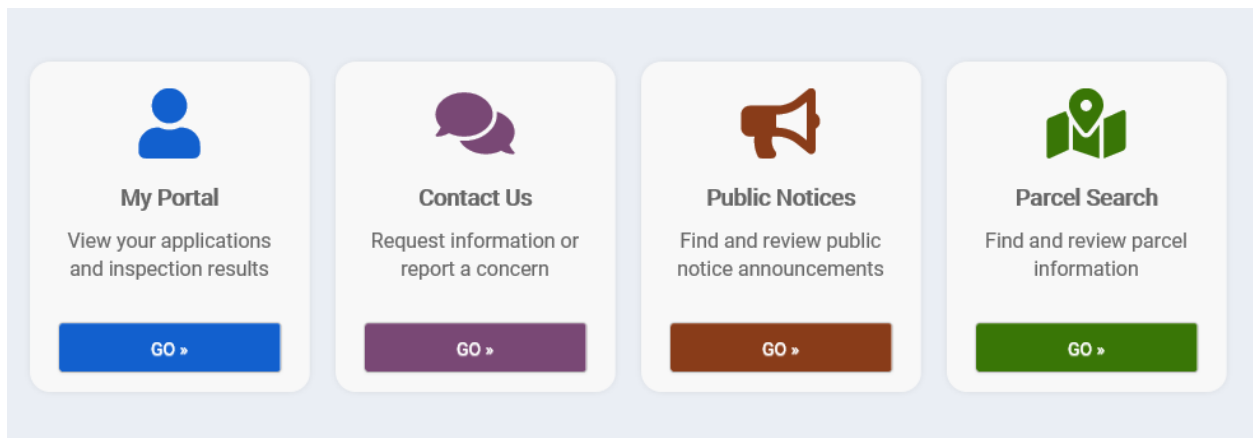 My Portal
View your applications
and inspection results
GO »
Contact Us
Request information or
report a concern
GO »
Public Notices
Find and review public
notice announcements
GO »
Parcel Search
Find and review parcel
information
GO »